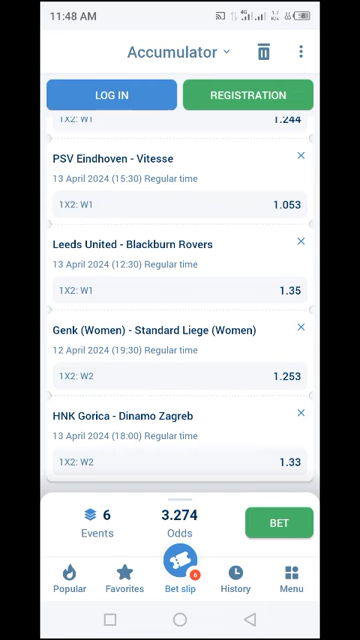 11:48 AM
4G
1.7
K/s
Accumulator
LOG IN
REGISTRATION
1X2: W1 1.244
PSV Eindhoven - Vitesse
13 April 2024 (15:30) Regular time
1X2: W1 1.053
Leeds United - Blackburn Rovers
13 April 2024 (12:30) Regular time
1X2: W1 1.35
Genk (Women) - Standard Liege (Women)
12 April 2024 (19:30) Regular time
1X2: W2 1.253
HNK Gorica - Dinamo Zagreb
13 April 2024 (18:00) Regular time
1X2: W2 1.33
6 3.274
Events Odds
BET
6
Popular Favorites Bet slip History Menu